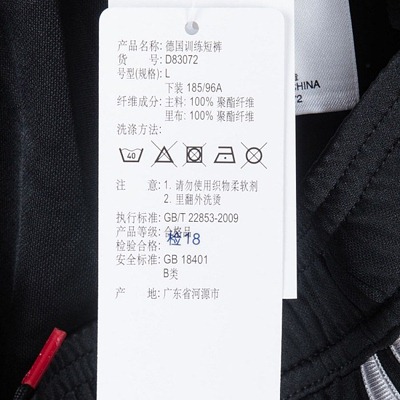 产品名称: 德国训练短裤
货 号: D83072
号型(规格): L
下装 185/96A
纤维成分: 主料: 100% 聚酯纤维
里布: 100% 聚酯纤维
洗涤方法:
40
注 意: 1. 请勿使用织物柔软剂
2. 里翻外洗烫
执行标准: GB/T 22853-2009
产品等级: 合格品
检验合格: 检18
安全标准: GB 18401
B类
产 地: 广东省河源市
CHINA